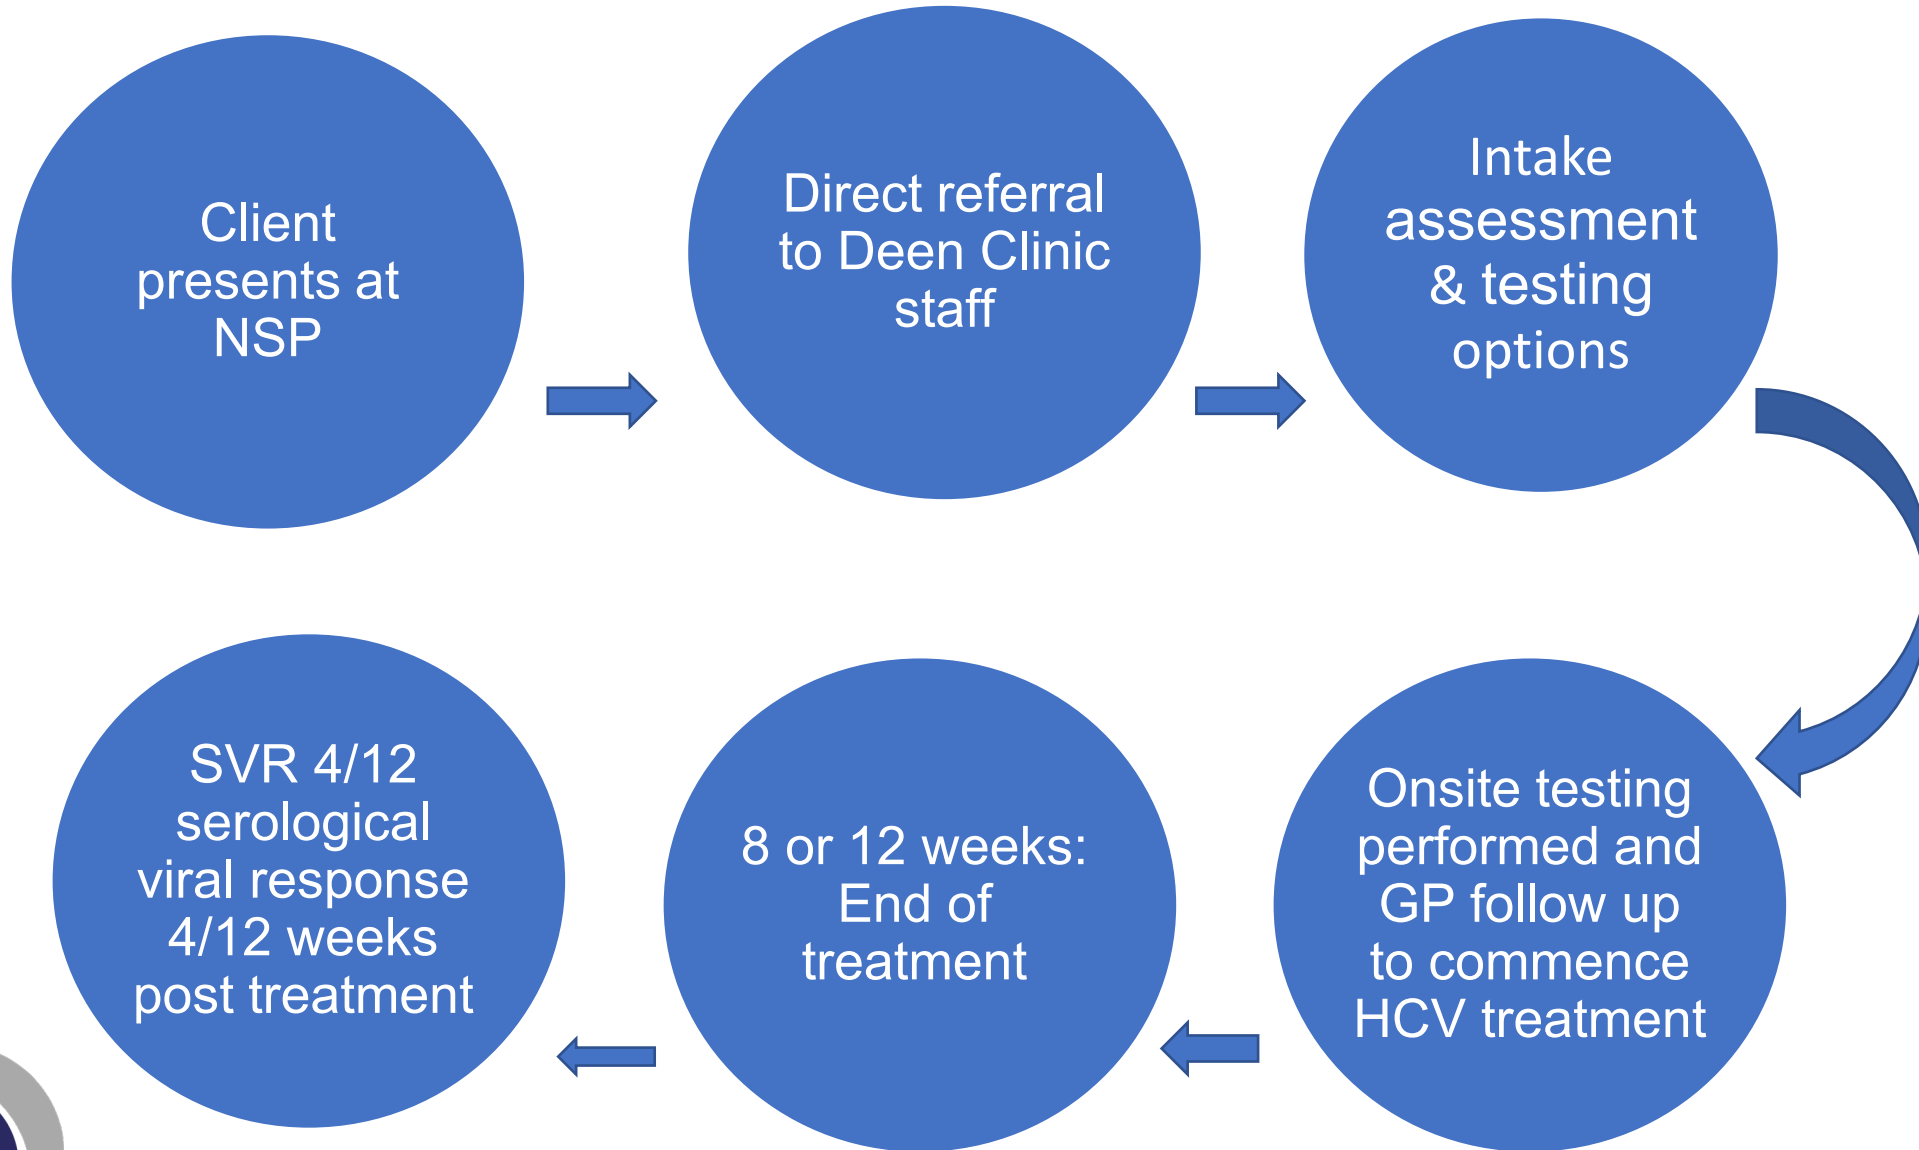 Client
presents at
NSP
Direct referral
to Deen Clinic
staff
Intake
assessment
& testing
options
Onsite testing
performed and
GP follow up
to commence
HCV treatment
8 or 12 weeks:
End of
treatment
SVR 4/12
serological
viral response
4/12 weeks
post treatment